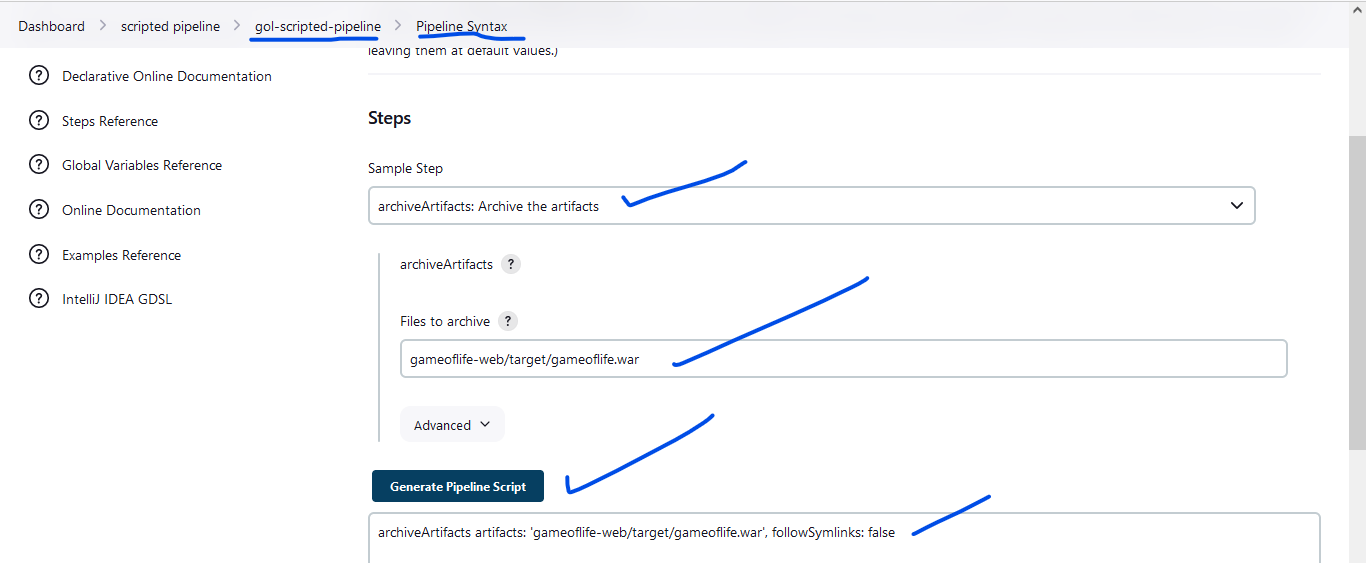 Dashboard > scripted pipeline > gol-scripted-pipeline > Pipeline Syntax
leaving them at default values.)
? Declarative Online Documentation
? Steps Reference
? Global Variables Reference
? Online Documentation
? Examples Reference
? IntelliJ IDEA GDSL
Steps
Sample Step
archiveArtifacts: Archive the artifacts
archiveArtifacts ?
Files to archive ?
gameoflife-web/target/gameoflife.war
Advanced
Generate Pipeline Script
archiveArtifacts artifacts: 'gameoflife-web/target/gameoflife.war', followSymlinks: false